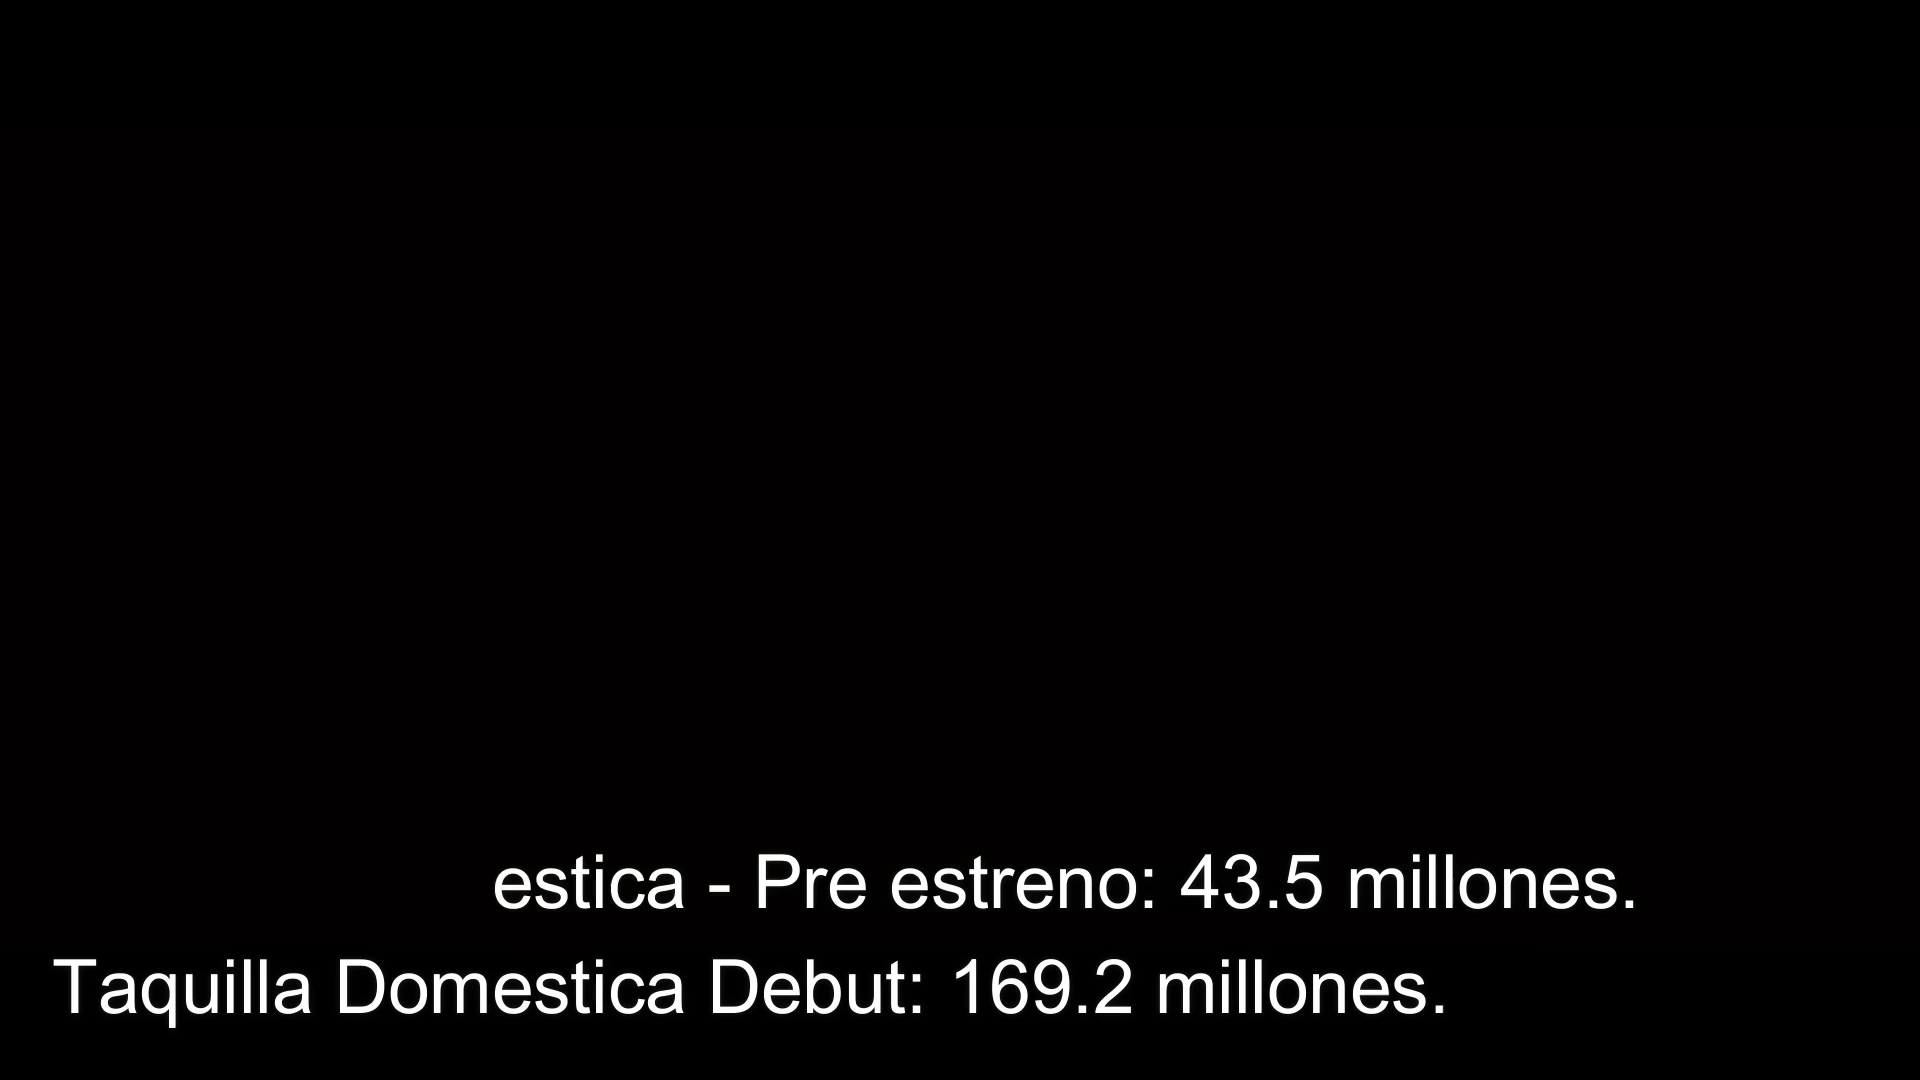 estica - Pre estreno: 43.5 millones.
Taquilla Domestica Debut: 169.2 millones.